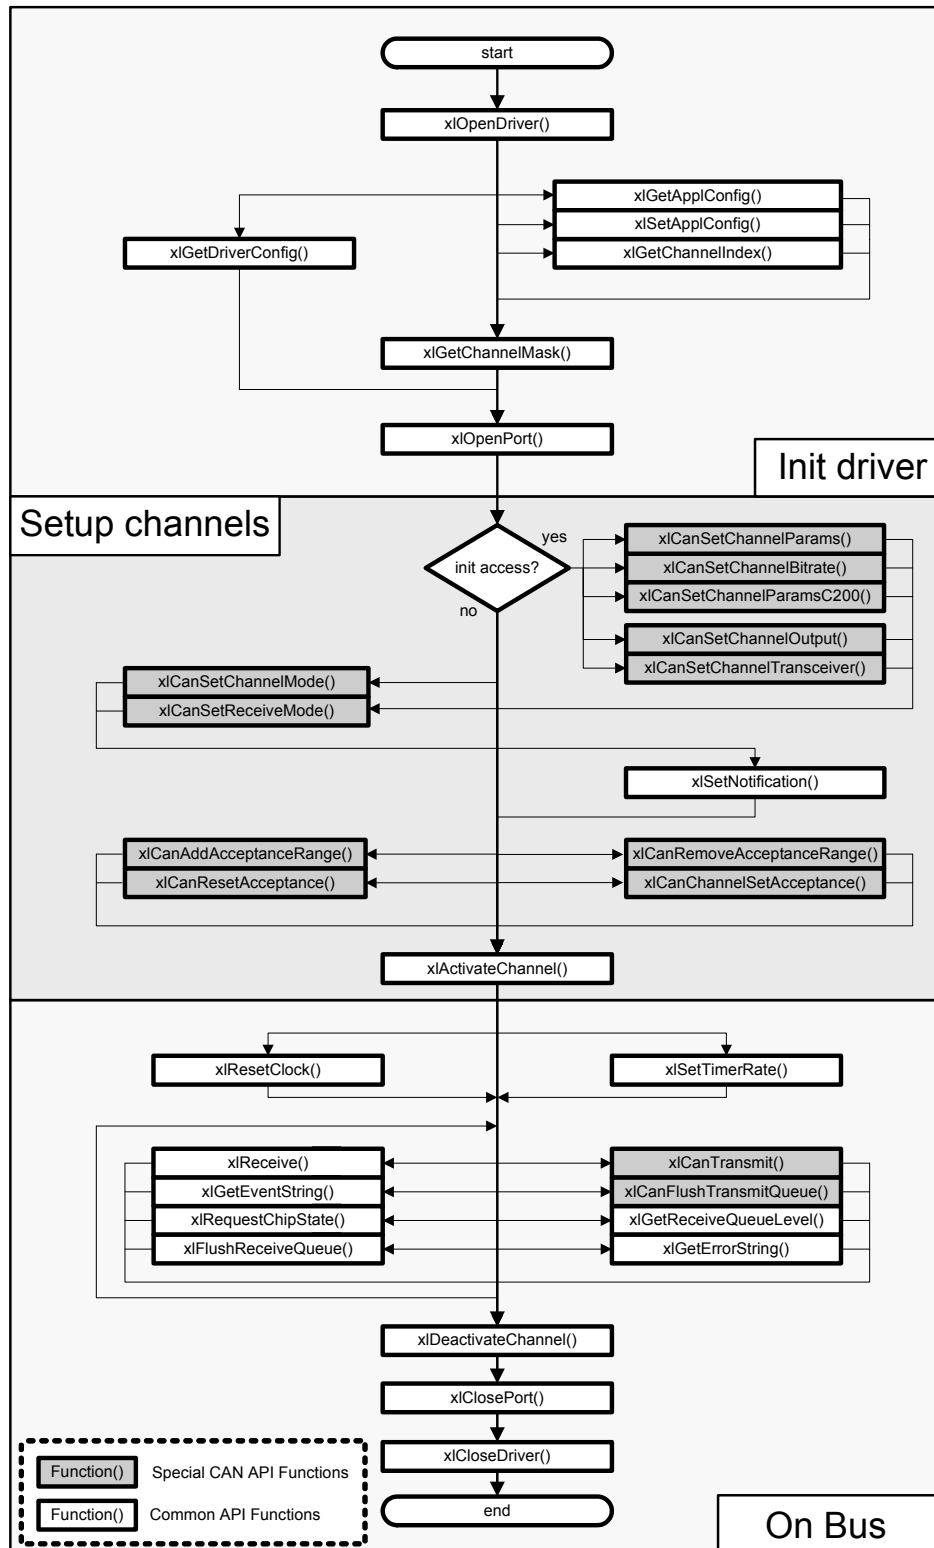 start
xlOpenDriver()
xlGetApplConfig()
xlSetApplConfig()
xlGetDriverConfig()
xlGetChannelIndex()
xlGetChannelMask()
xlOpenPort()
Init driver
Setup channels
yes
init access?
no
xlCanSetChannelParams()
xlCanSetChannelBitrate()
xlCanSetChannelParamsC200()
xlCanSetChannelOutput()
xlCanSetChannelTransceiver()
xlCanSetChannelMode()
xlCanSetReceiveMode()
xlSetNotification()
xlCanAddAcceptanceRange()
xlCanRemoveAcceptanceRange()
xlCanResetAcceptance()
xlCanChannelSetAcceptance()
xlActivateChannel()
xlResetClock()
xlSetTimerRate()
xlReceive()
xlCanTransmit()
xlGetEventString()
xlCanFlushTransmitQueue()
xlRequestChipState()
xlGetReceiveQueueLevel()
xlFlushReceiveQueue()
xlGetErrorString()
xlDeactivateChannel()
xlClosePort()
xlCloseDriver()
end
Function() Special CAN API Functions
Function() Common API Functions
On Bus